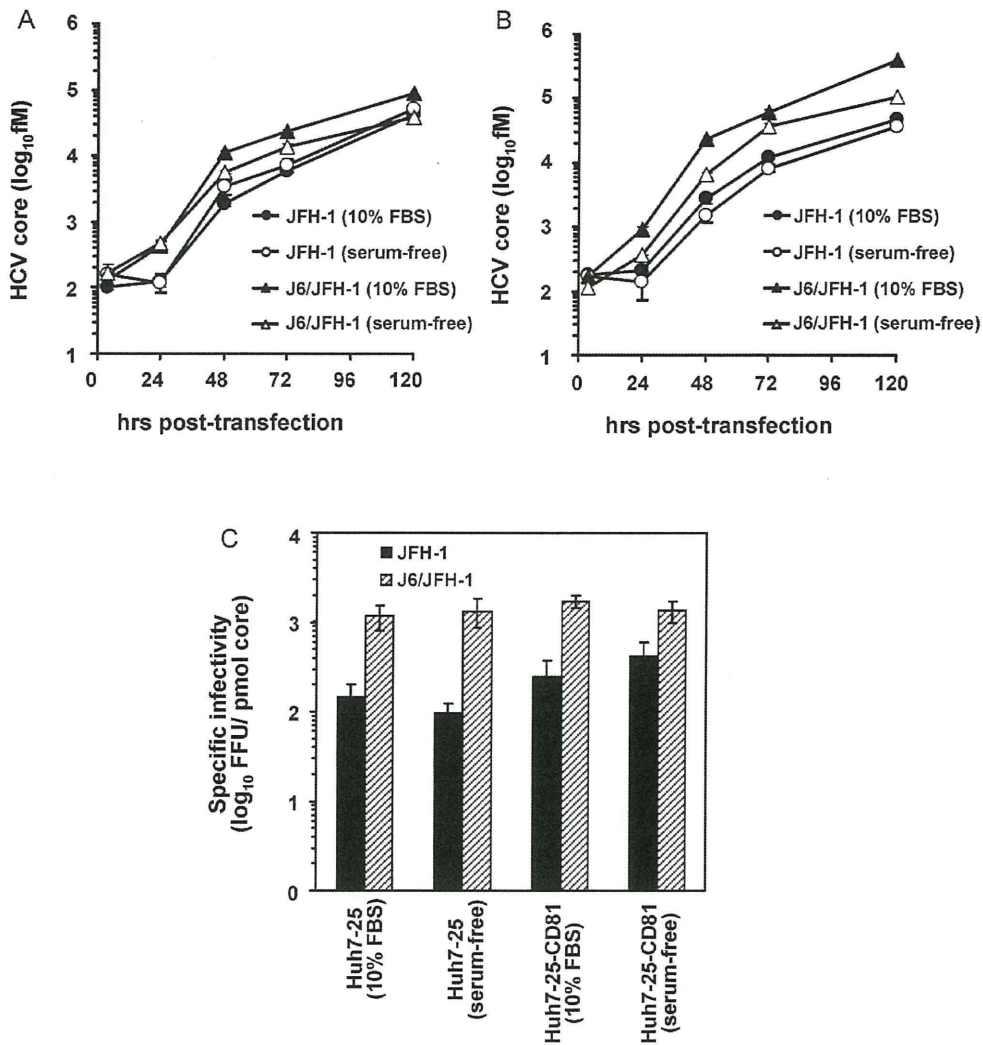 A
HCV core (log₁₀fM)
6
5
4
3
2
1
0 24 48 72 96 120
hrs post-transfection
JFH-1 (10% FBS)
JFH-1 (serum-free)
J6/JFH-1 (10% FBS)
J6/JFH-1 (serum-free)
B
HCV core (log₁₀fM)
6
5
4
3
2
1
0 24 48 72 96 120
hrs post-transfection
JFH-1 (10% FBS)
JFH-1 (serum-free)
J6/JFH-1 (10% FBS)
J6/JFH-1 (serum-free)
C
Specific infectivity
(log₁₀ FFU/ pmol core)
4
3
2
1
0
JFH-1
J6/JFH-1
Huh7-25
(10% FBS)
Huh7-25
(serum-free)
Huh7-25-CD81
(10% FBS)
Huh7-25-CD81
(serum-free)